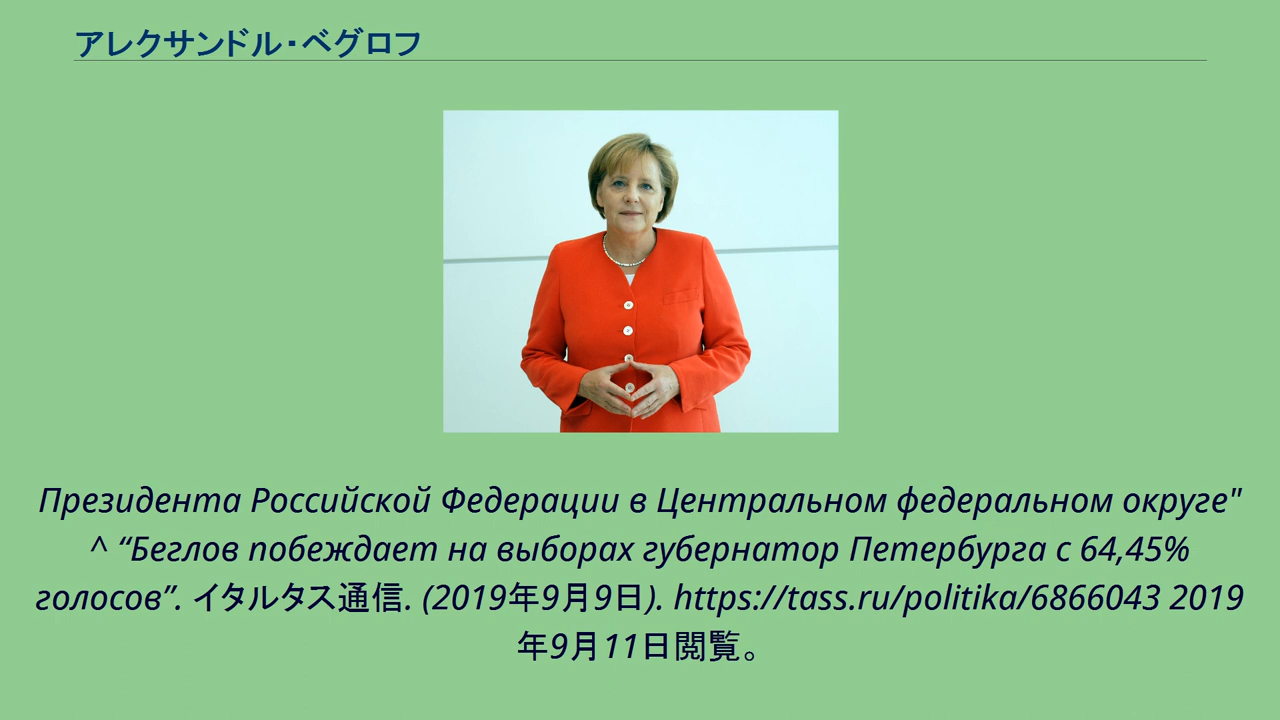 アレクサンドル・ベグロフ
Президента Российской Федерации в Центральном федеральном округе"
^ “Беглов побеждает на выборах губернатор Петербурга с 64,45%
голосов”. イタルタス通信. (2019年9月9日). https://tass.ru/politika/6866043 2019
年9月11日閲覧。